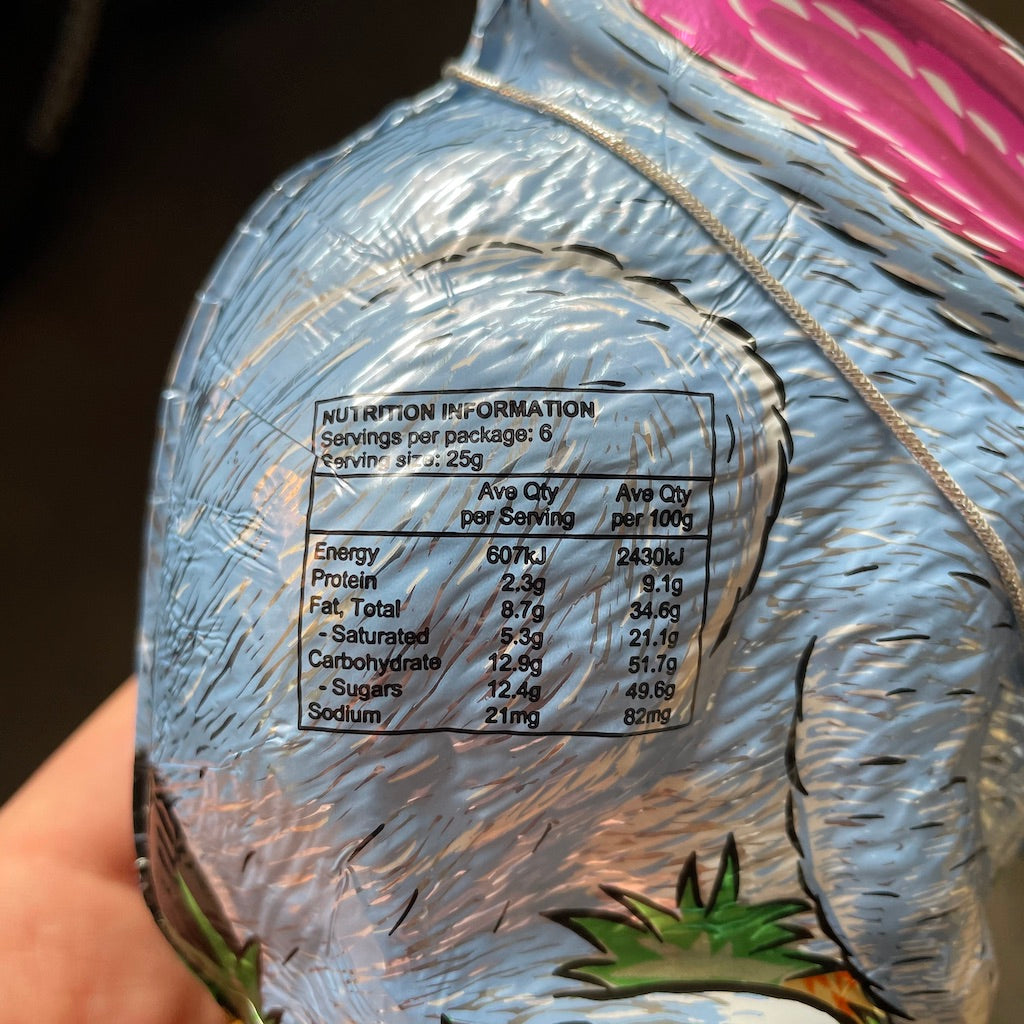 NUTRITION INFORMATION
Servings per package: 6
Serving size: 25g
Ave Qty Ave Qty
per Serving per 100g
Energy 607kJ 2430kJ
Protein 2.3g 9.1g
Fat, Total 8.7g 34.6g
- Saturated 5.3g 21.1g
Carbohydrate 12.9g 51.7g
- Sugars 12.4g 49.6g
Sodium 21mg 82mg